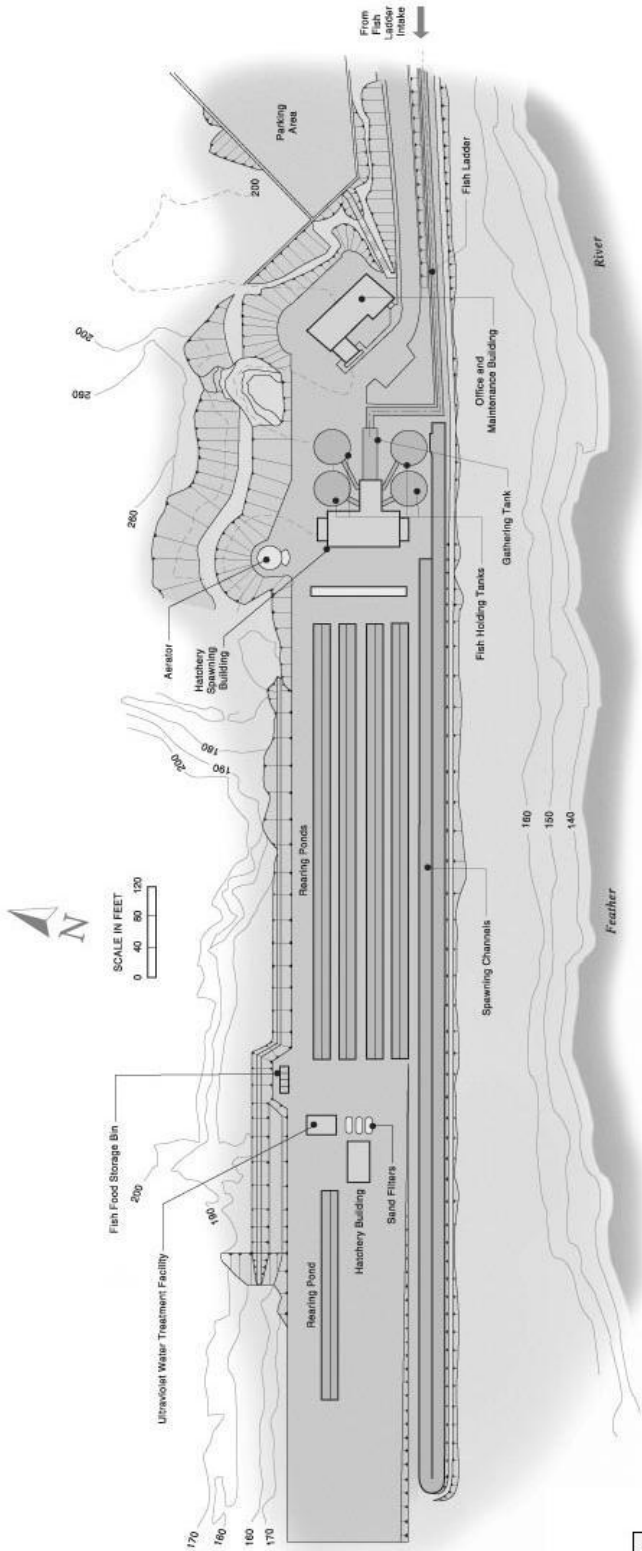 Fish Food Storage Bin
Ultraviolet Water Treatment Facility
N
SCALE IN FEET
0 40 80 120
Aerator
Hatchery
Spawning
Building
Parking
Area
From
Fish
Ladder
Intake
170
160
160
170
200
190
200
190
180
260
280
200
200
Rearing Pond
Hatchery Building
Sand Filters
Rearing Ponds
Spawning Channels
Fish Holding Tanks
Gathering Tank
Office and
Maintenance Building
Fish Ladder
160
150
140
Feather
River